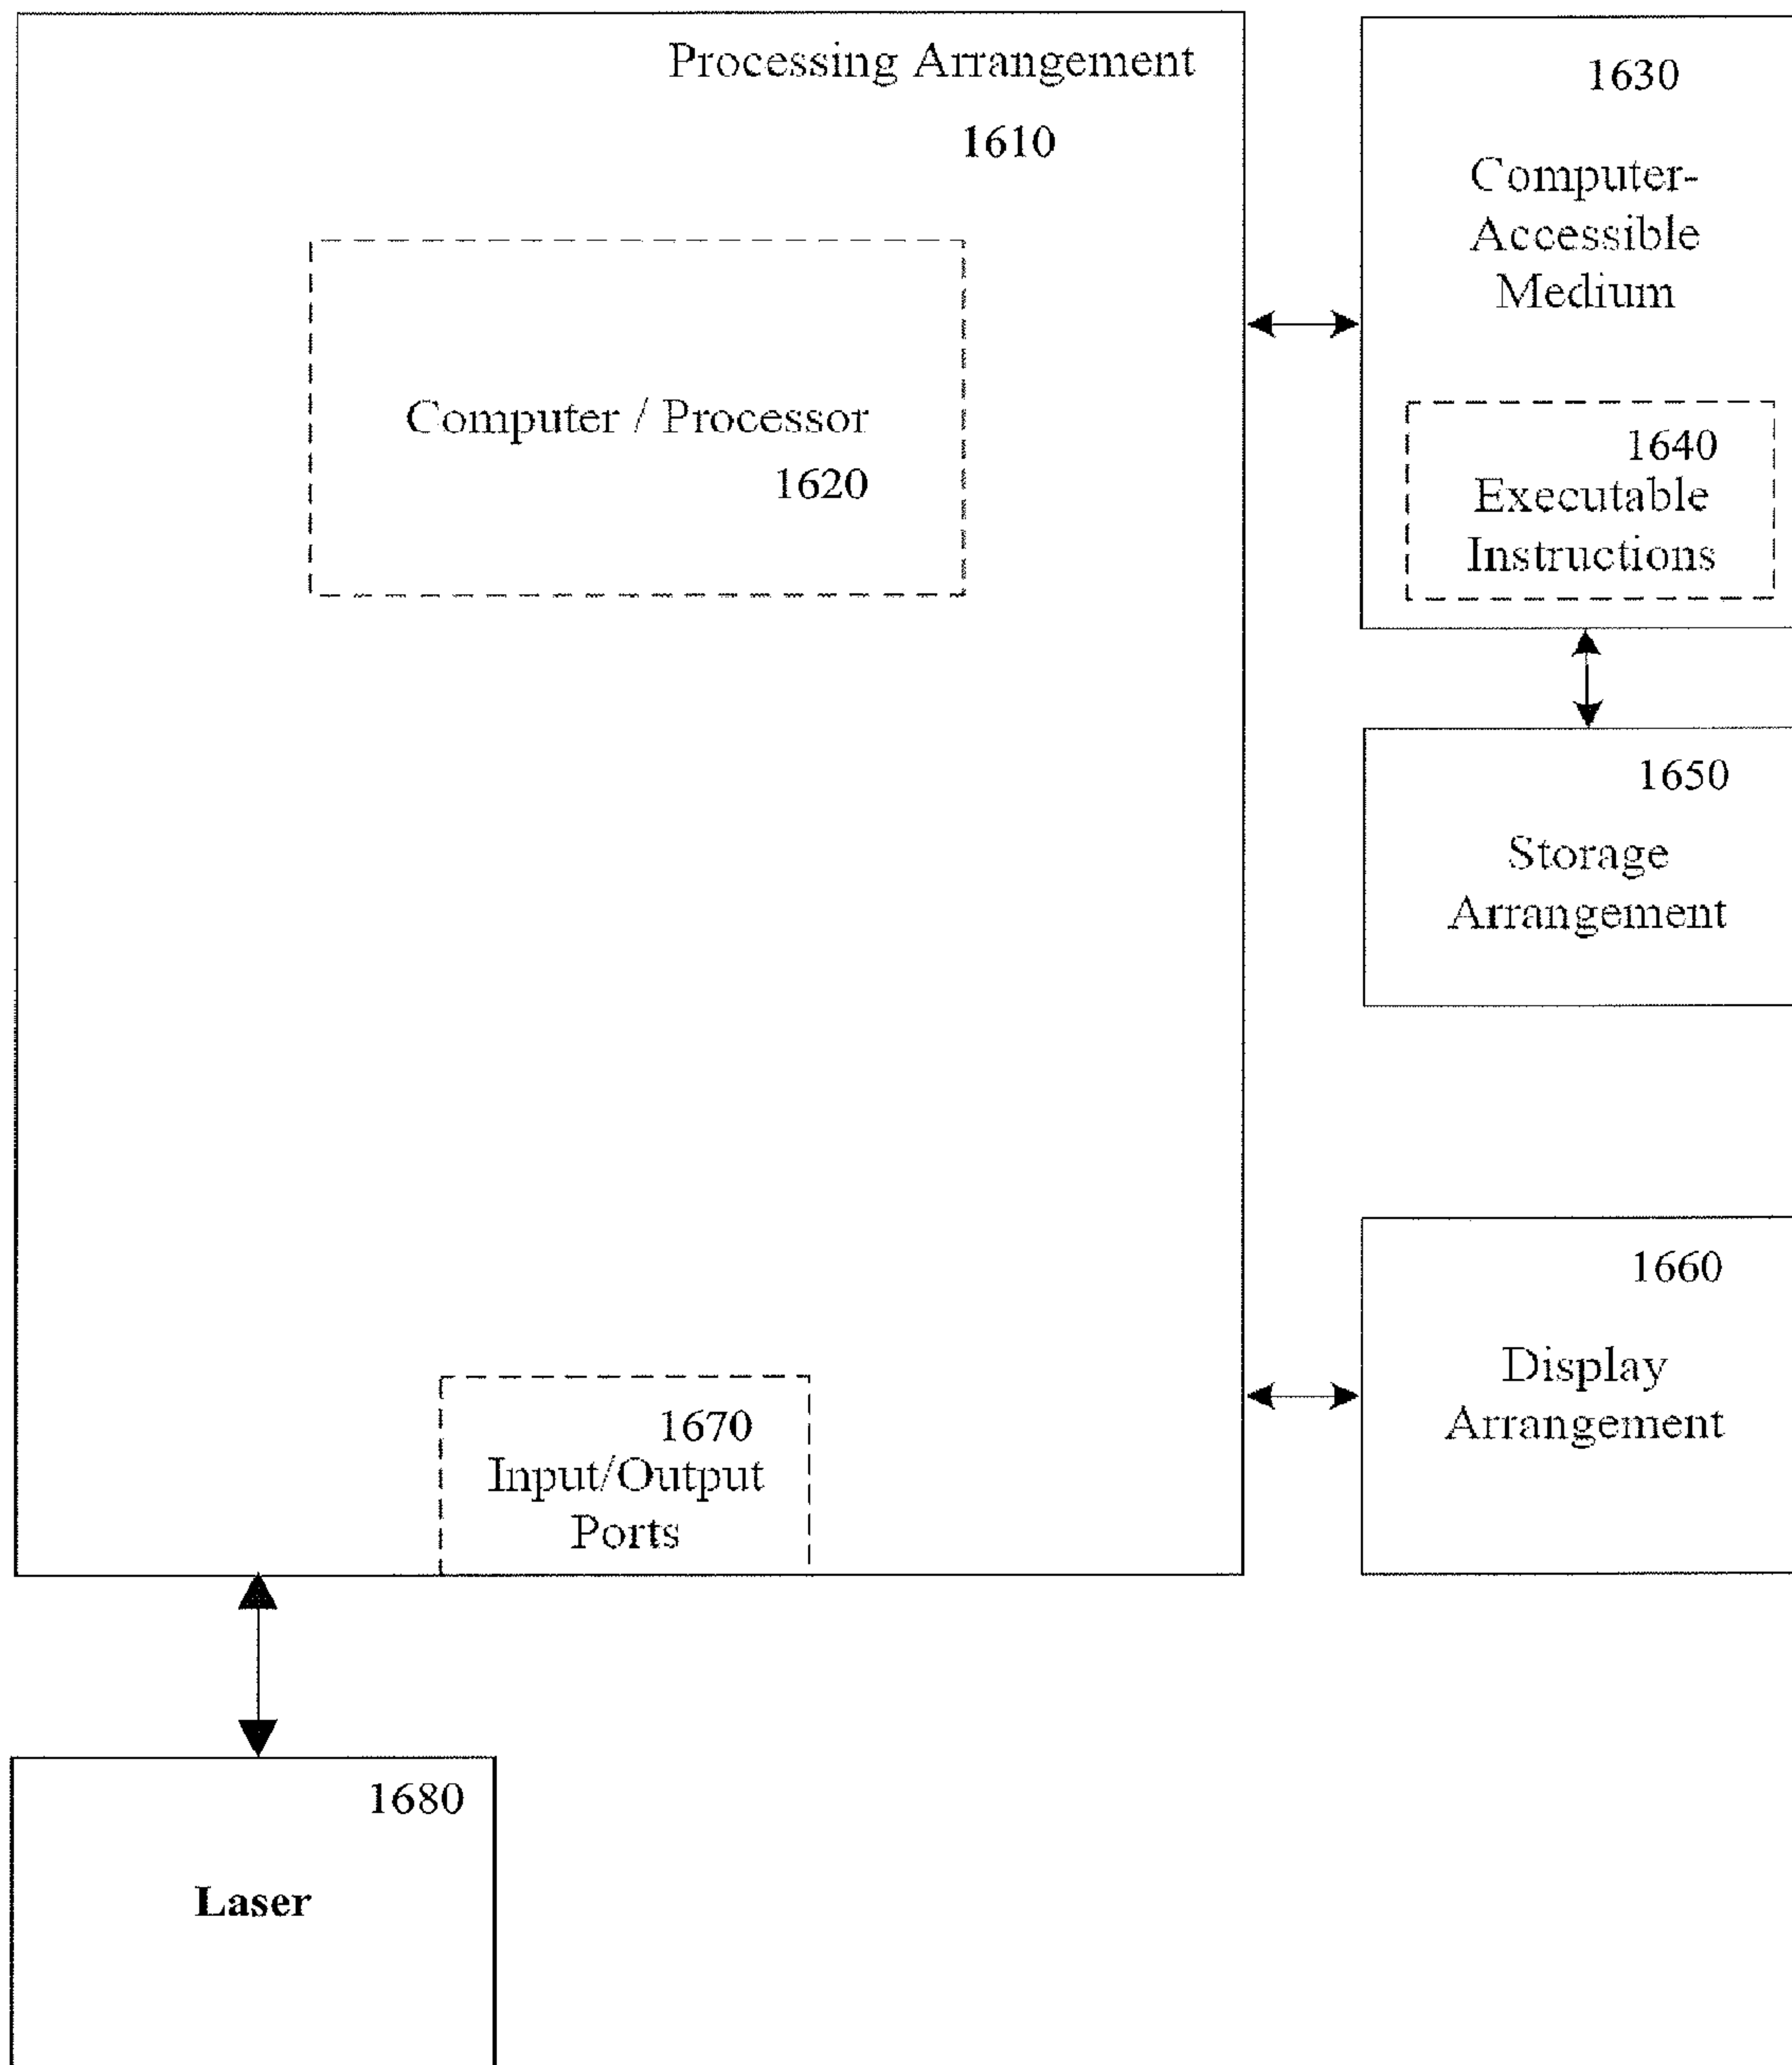 Processing Arrangement
1610
Computer / Processor
1620
1630
Computer-
Accessible
Medium
1640
Executable
Instructions
1650
Storage
Arrangement
1660
Display
Arrangement
1670
Input/Output
Ports
1680
Laser